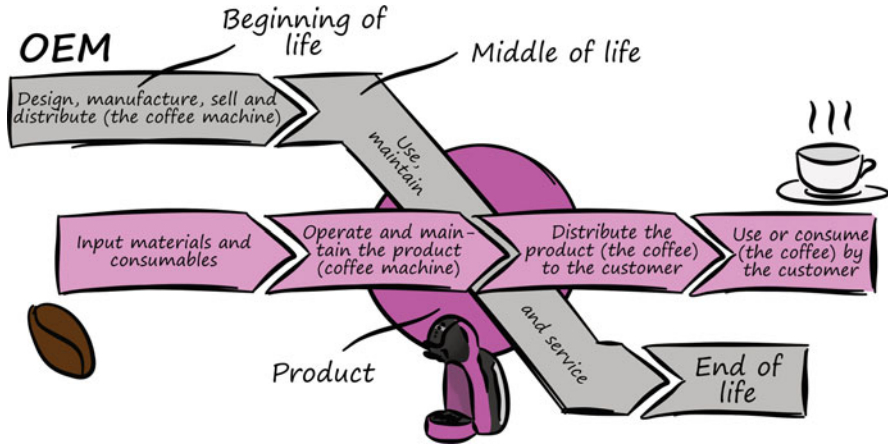 OEM
Beginning of
life
Middle of life
Design, manufacture, sell and
distribute (the coffee machine)
Use,
maintain
Input materials and
consumables
Operate and main-
tain the product
(coffee machine)
Distribute the
product (the coffee)
to the customer
Use or consume
(the coffee) by
the customer
and service
Product
End of
life